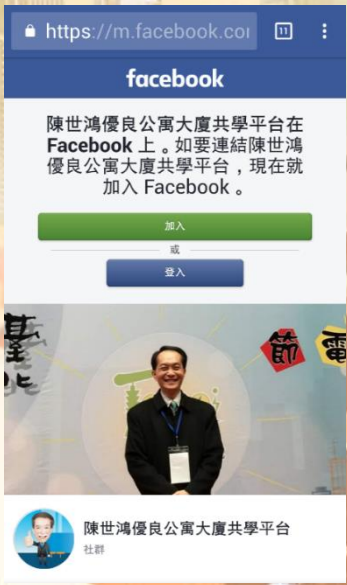 https://m.facebook.coı
11
facebook
陳世鴻優良公寓大廈共學平台在
Facebook 上。如要連結陳世鴻
優良公寓大廈共學平台，現在就
加入 Facebook。
加入
或
登入
節電
陳世鴻優良公寓大廈共學平台
社群